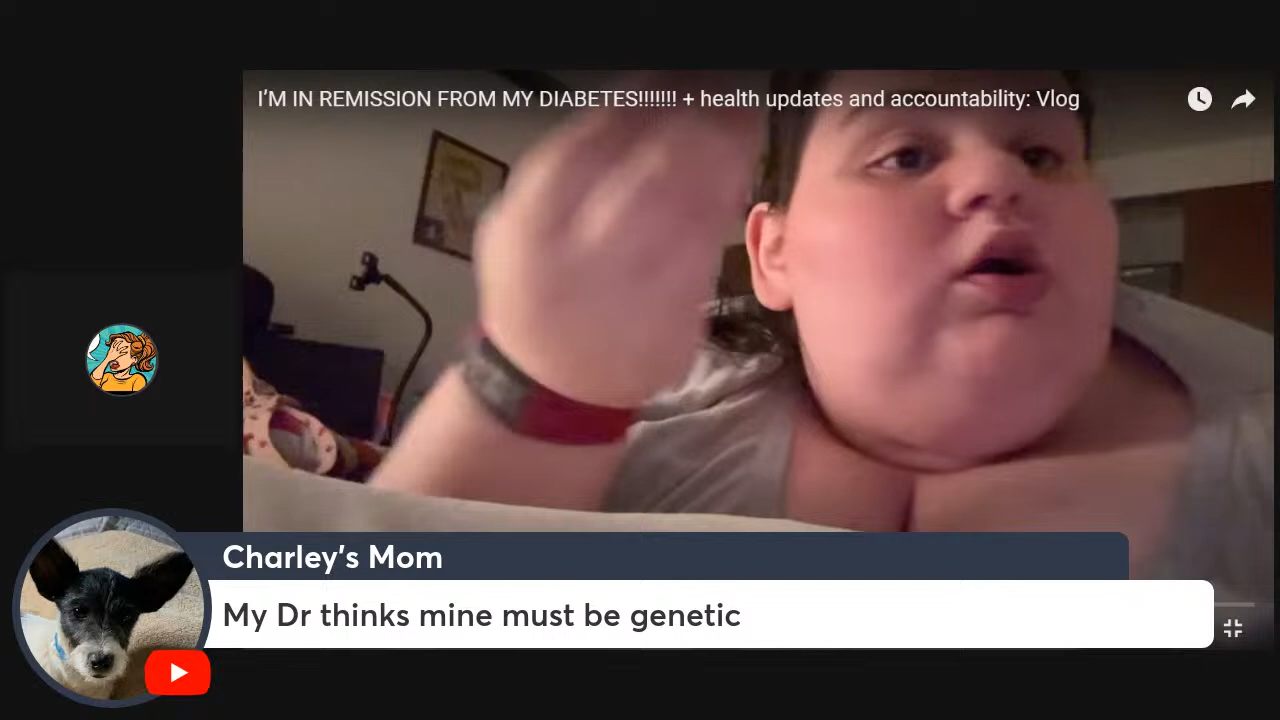 I'M IN REMISSION FROM MY DIABETES!!!!!!! + health updates and accountability: Vlog
Charley's Mom
My Dr thinks mine must be genetic